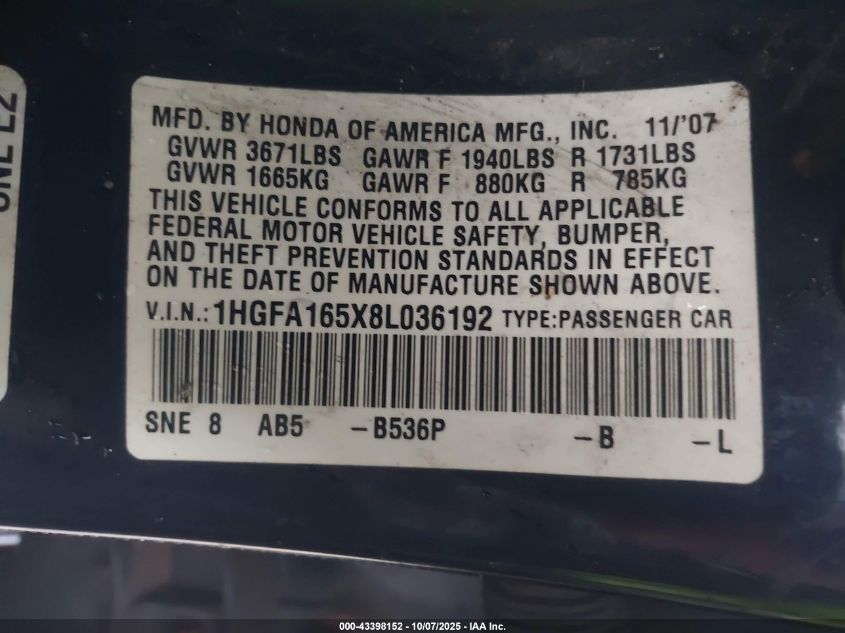 MFD. BY HONDA OF AMERICA MFG., INC. 11/'07
GVWR 3671LBS GAWR F 1940LBS R 1731LBS
GVWR 1665KG GAWR F 880KG R 785KG
THIS VEHICLE CONFORMS TO ALL APPLICABLE
FEDERAL MOTOR VEHICLE SAFETY, BUMPER,
AND THEFT PREVENTION STANDARDS IN EFFECT
ON THE DATE OF MANUFACTURE SHOWN ABOVE.
V.I.N.: 1HGFA165X8L036192 TYPE:PASSENGER CAR
SNE 8 AB5 -B536P -B -L
000-43398152 - 10/07/2025 - IAA Inc.